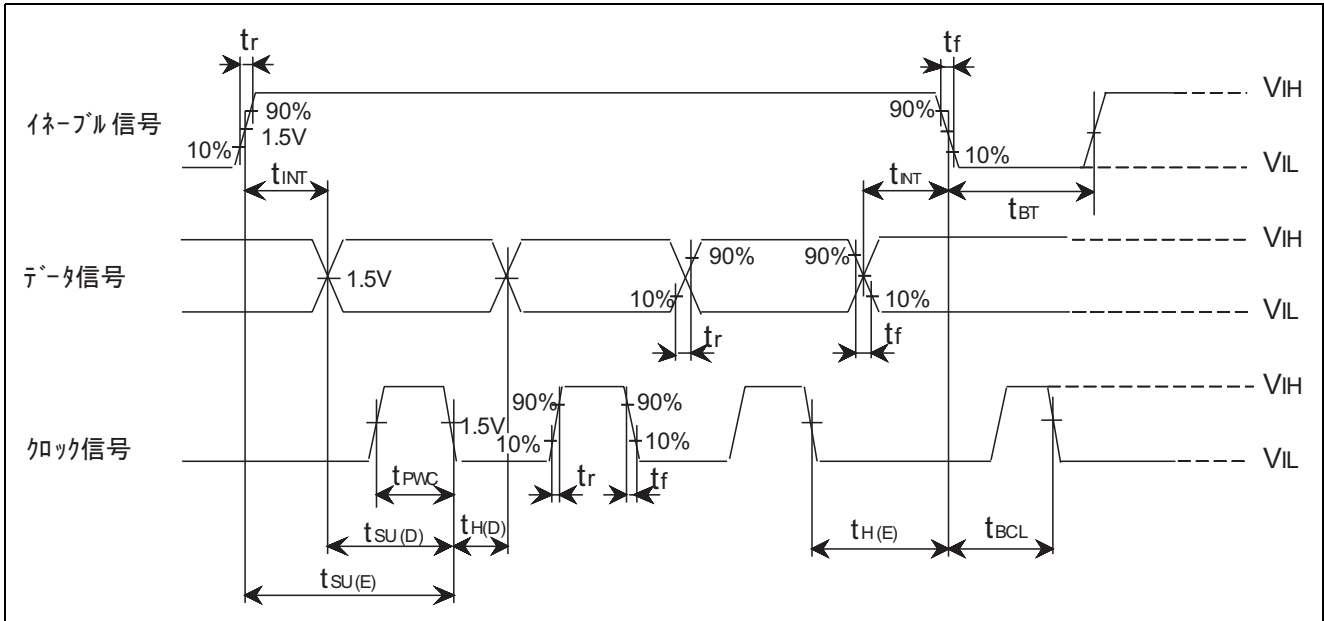 tr
tf
イネーブル信号
90%
1.5V
10%
90%
10%
VIH
VIL
tINT
tINT
tBT
データ信号
1.5V
90%
10%
90%
10%
VIH
VIL
tr
tf
クロック信号
1.5V
90%
10%
90%
10%
VIH
VIL
tPWC
tr
tf
tSU(D)
tH(D)
tH(E)
tBCL
tSU(E)